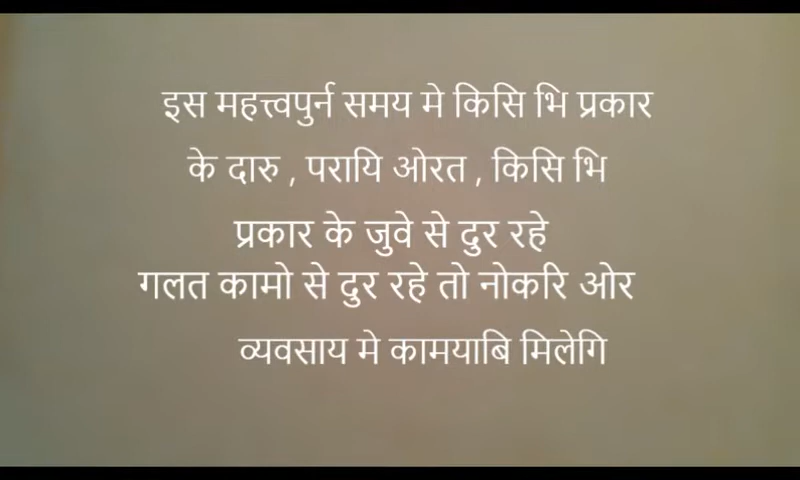 इस महत्त्वपुर्न समय मे किसि भि प्रकार
के दारु , परायि ओरत , किसि भि
प्रकार के जुवे से दुर रहे
गलत कामो से दुर रहे तो नोकरि ओर
व्यवसाय मे कामयाबि मिलेगि